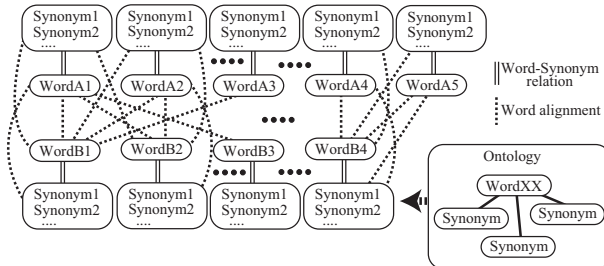 Synonym1 Synonym1 Synonym1 Synonym1 Synonym1
Synonym2 Synonym2 Synonym2 Synonym2 Synonym2
.... .... .... .... ....
WordA1 WordA2 WordA3 WordA4 WordA5
Word-Synonym
relation
Word alignment
WordB1 WordB2 WordB3 WordB4
Synonym1 Synonym1 Synonym1 Synonym1
Synonym2 Synonym2 Synonym2 Synonym2
.... .... .... ....
Ontology
WordXX
Synonym Synonym
Synonym